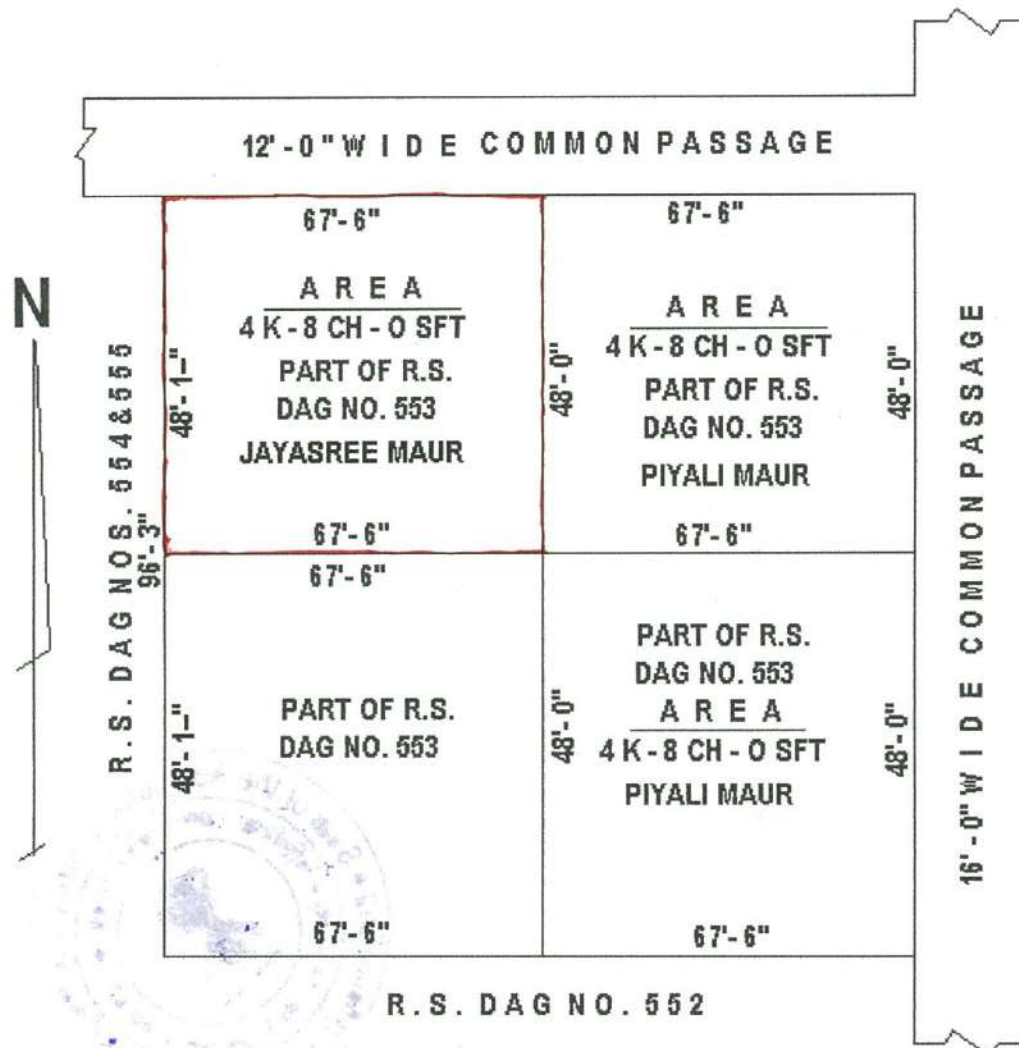 12'-0" WIDE COMMON PASSAGE
N
67'-6"
67'-6"
AREA
4 K - 8 CH - 0 SFT
PART OF R.S.
DAG NO. 553
JAYASREE MAUR
AREA
4 K - 8 CH - 0 SFT
PART OF R.S.
DAG NO. 553
PIYALI MAUR
48'-1--"
48'-0"
48'-0"
67'-6"
67'-6"
R.S. DAG NOS. 554&555
96'-3"
16'-0" WIDE COMMON PASSAGE
67'-6"
PART OF R.S.
DAG NO. 553
PART OF R.S.
DAG NO. 553
AREA
4 K - 8 CH - 0 SFT
PIYALI MAUR
48'-1--"
48'-0"
48'-0"
67'-6"
67'-6"
R.S. DAG NO. 552